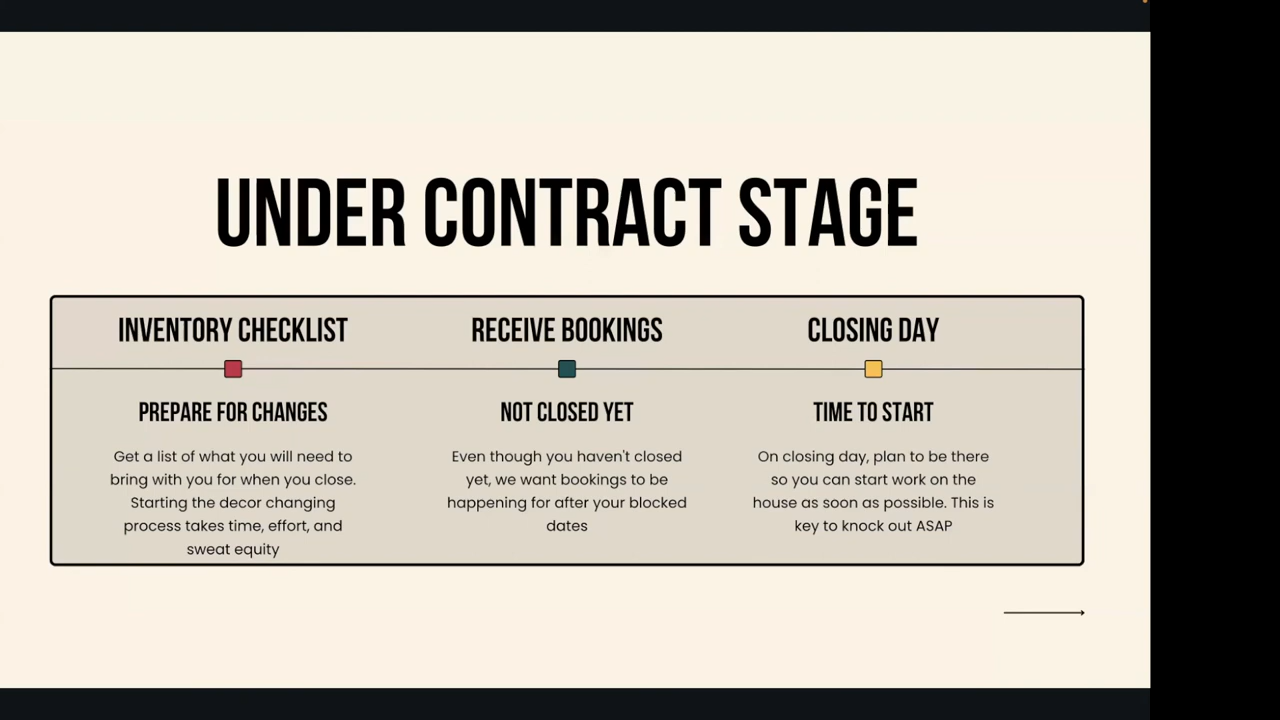 UNDER CONTRACT STAGE
INVENTORY CHECKLIST
PREPARE FOR CHANGES
Get a list of what you will need to
bring with you for when you close.
Starting the decor changing
process takes time, effort, and
sweat equity
RECEIVE BOOKINGS
NOT CLOSED YET
Even though you haven't closed
yet, we want bookings to be
happening for after your blocked
dates
CLOSING DAY
TIME TO START
On closing day, plan to be there
so you can start work on the
house as soon as possible. This is
key to knock out ASAP